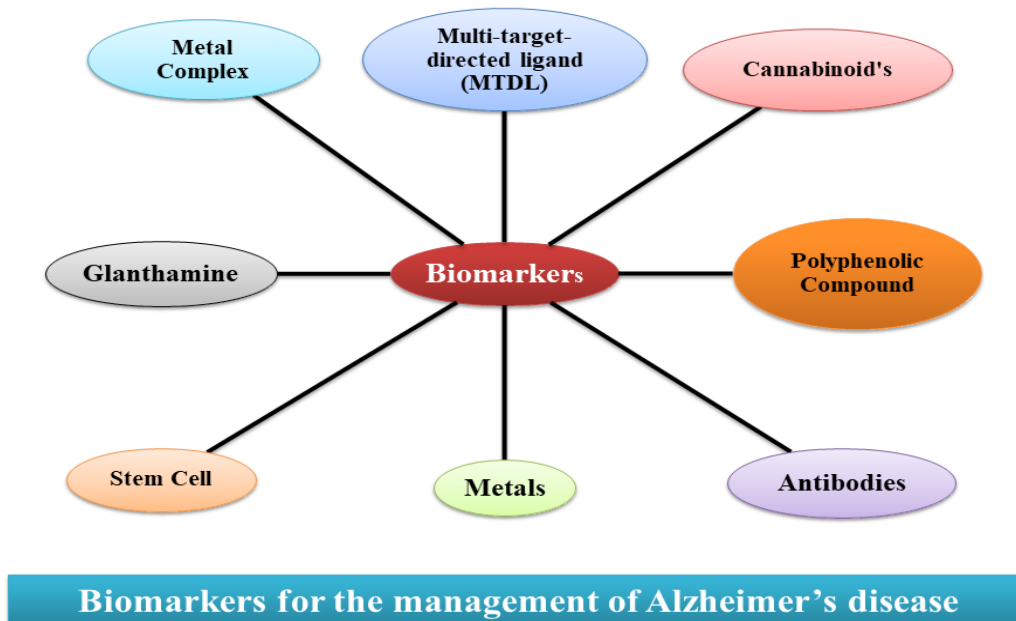 Metal
Complex
Multi-target-
directed ligand
(MTDL)
Cannabinoid's
Glanthamine
Biomarkers
Polyphenolic
Compound
Stem Cell
Metals
Antibodies
Biomarkers for the management of Alzheimer’s disease